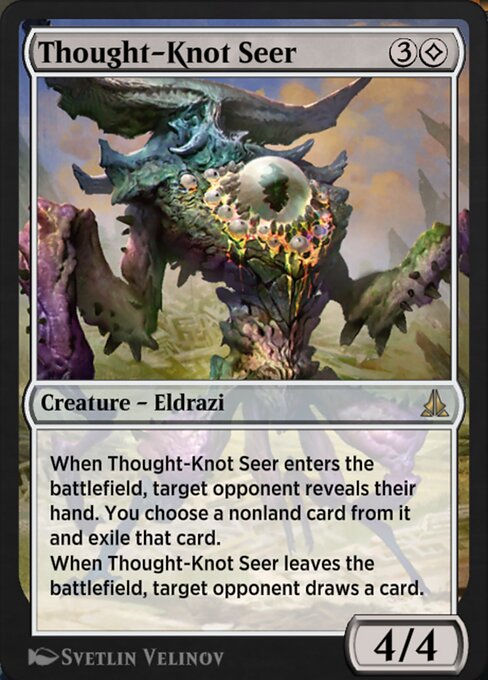 Thought-Knot Seer 3
Creature – Eldrazi
When Thought-Knot Seer enters the
battlefield, target opponent reveals their
hand. You choose a nonland card from it
and exile that card.
When Thought-Knot Seer leaves the
battlefield, target opponent draws a card.
4/4
Svetlin Velinov